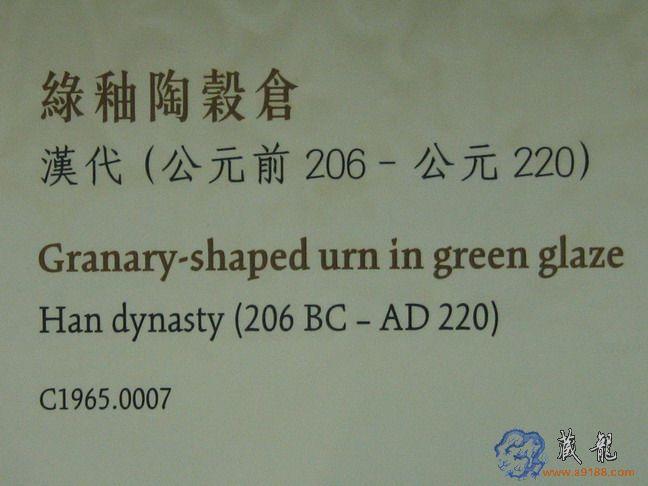 綠釉陶穀倉
漢代 (公元前 206 - 公元 220)
Granary-shaped urn in green glaze
Han dynasty (206 BC – AD 220)
C1965.0007
藏龍
www.a9188.com